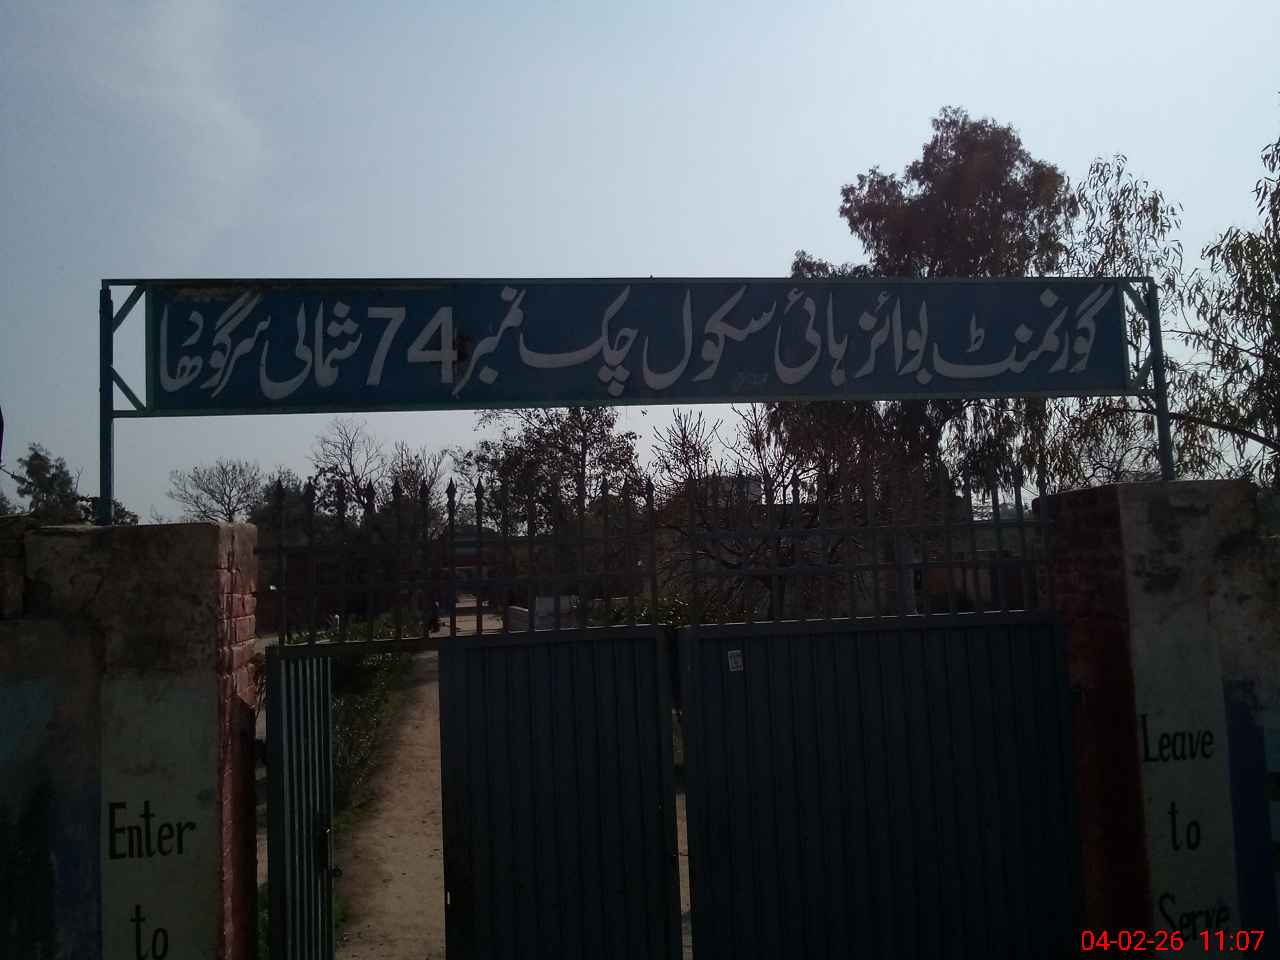 گورنمنٹ بوائز ہائی سکول چک نمبر 74 شمالی سرگودھا
Enter
to
Leave
to
Serve
04-02-26 11:07